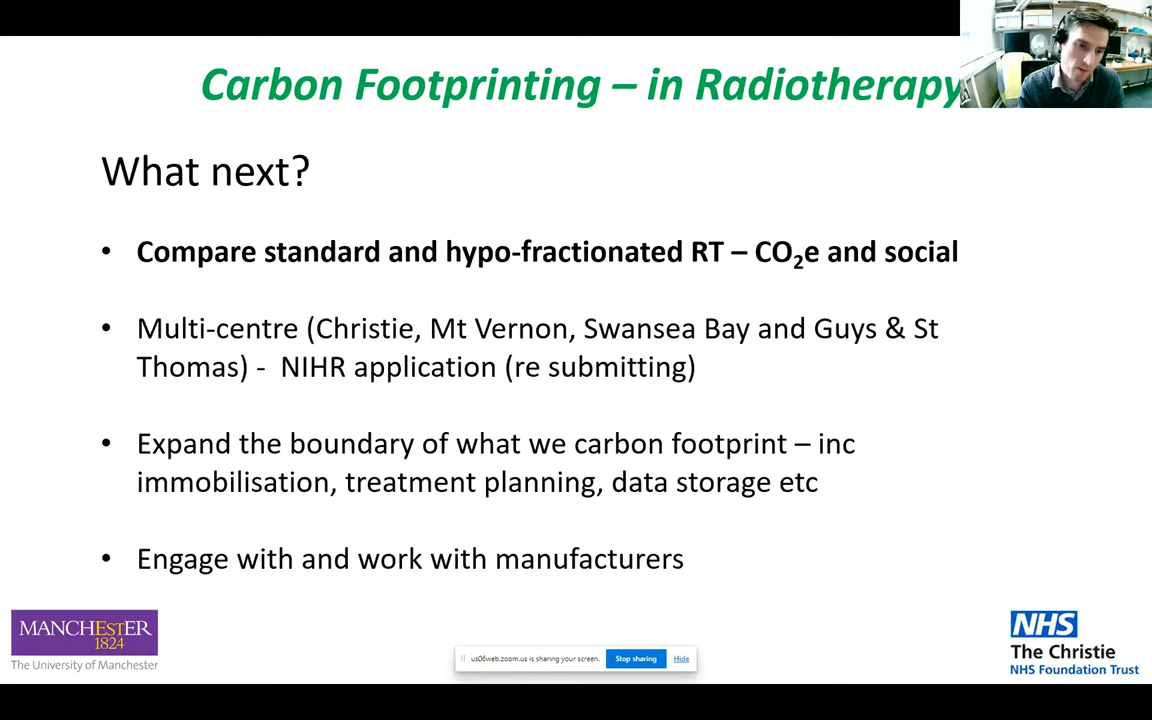 Carbon Footprinting – in Radiotherapy
What next?
• Compare standard and hypo-fractionated RT – CO₂e and social
• Multi-centre (Christie, Mt Vernon, Swansea Bay and Guys & St
Thomas) - NIHR application (re submitting)
• Expand the boundary of what we carbon footprint – inc
immobilisation, treatment planning, data storage etc
• Engage with and work with manufacturers
MANCHESTER
1824
The University of Manchester
us06web.zoom.us is sharing your screen. Stop sharing Hide
NHS
The Christie
NHS Foundation Trust